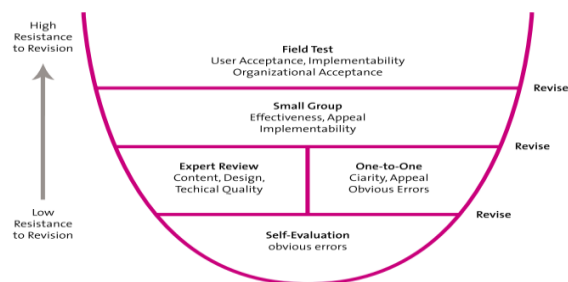 High
Resistance
to Revision
Field Test
User Acceptance, Implementability
Organizational Acceptance
Revise
Small Group
Effectiveness, Appeal
Implementability
Revise
Expert Review
Content, Design,
Techical Quality
One-to-One
Ciarity, Appeal
Obvious Errors
Low
Resistance
to Revision
Revise
Self-Evaluation
obvious errors